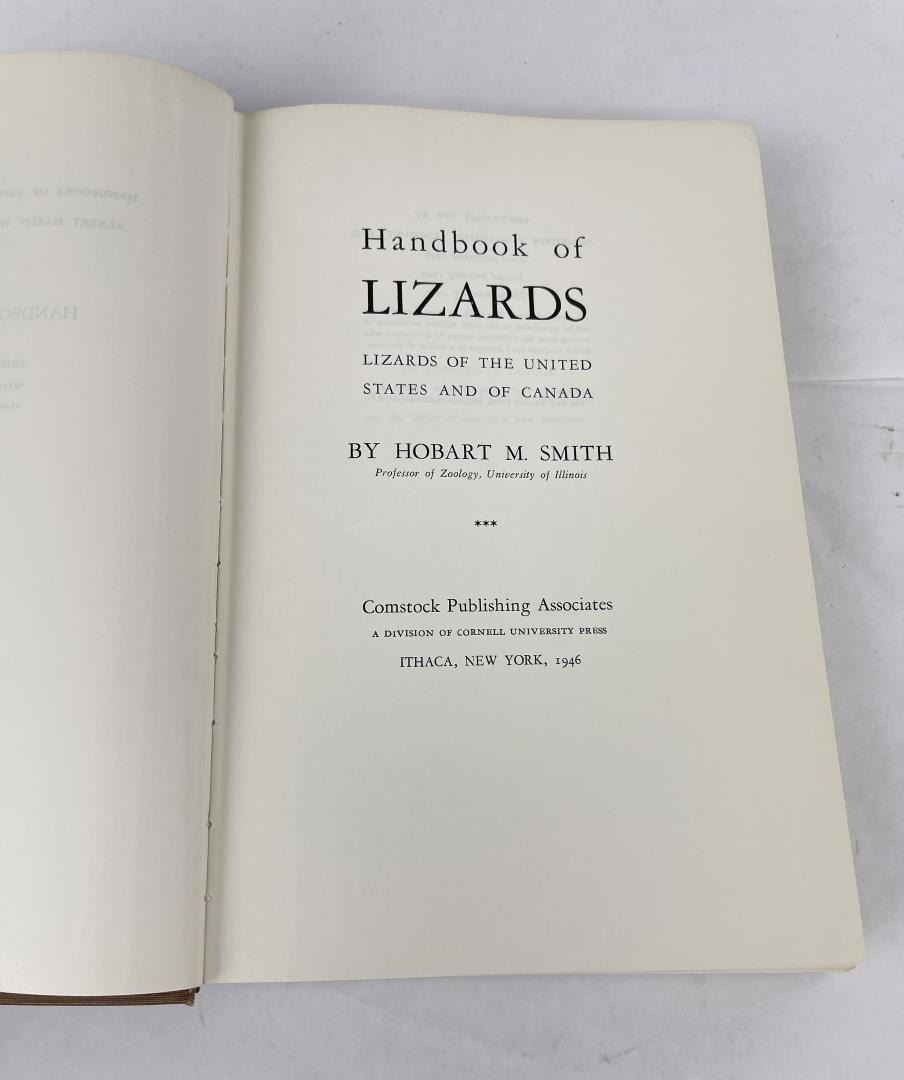 Handbook of
LIZARDS
LIZARDS OF THE UNITED
STATES AND OF CANADA
BY HOBART M. SMITH
Professor of Zoology, University of Illinois
***
Comstock Publishing Associates
A DIVISION OF CORNELL UNIVERSITY PRESS
ITHACA, NEW YORK, 1946